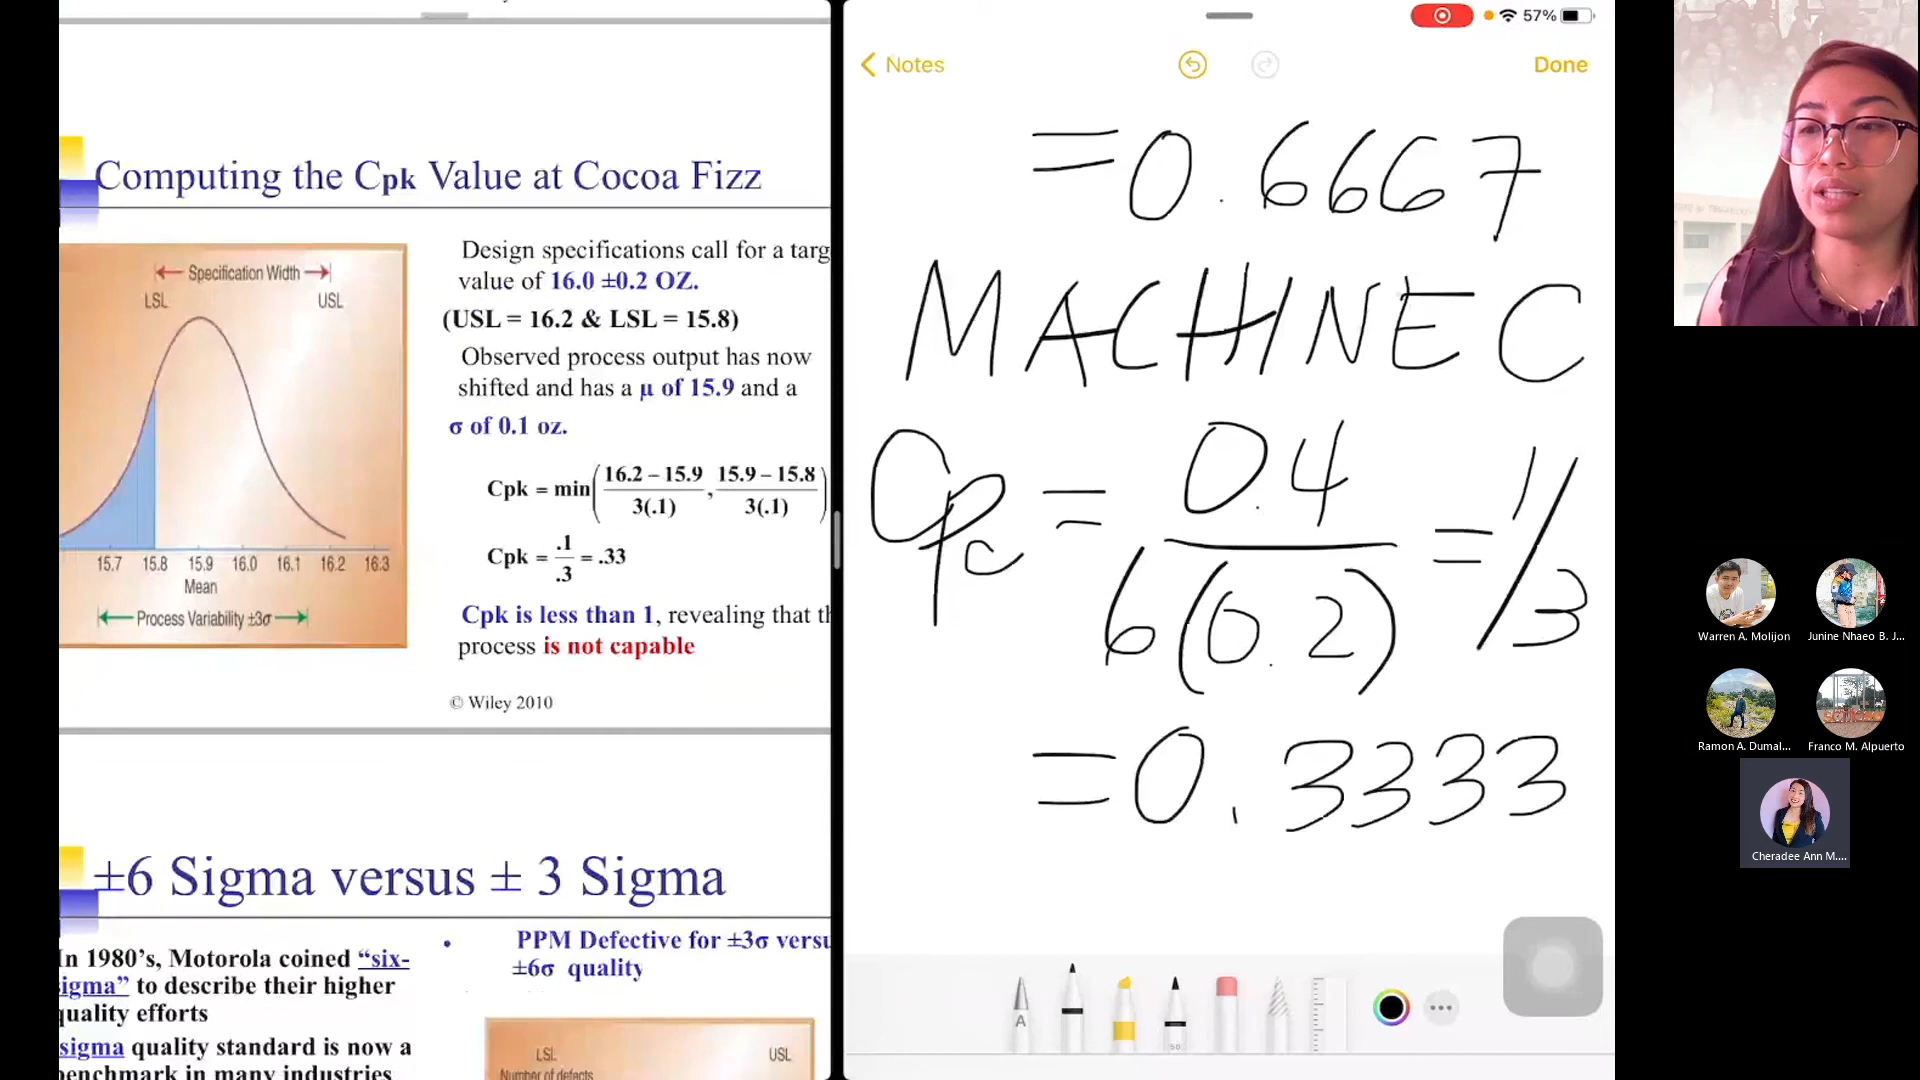 Computing the Cpk Value at Cocoa Fizz
Specification Width
LSL
USL
15.7 15.8 15.9 16.0 16.1 16.2 16.3
Mean
Process Variability ±3σ
Design specifications call for a targ
value of 16.0 ±0.2 OZ.
(USL = 16.2 & LSL = 15.8)
Observed process output has now
shifted and has a μ of 15.9 and a
σ of 0.1 oz.
Cpk = min(16.2 – 15.9 / 3(.1), 15.9 – 15.8 / 3(.1))
Cpk = .1 / .3 = .33
Cpk is less than 1, revealing that th
process is not capable
© Wiley 2010
±6 Sigma versus ± 3 Sigma
In 1980's, Motorola coined “six-
igma” to describe their higher
quality efforts
sigma quality standard is now a
benchmark in many industries
• PPM Defective for ±3σ versu
±6σ quality
LSL
USL
Number of defects
57%
Notes
Done
=0.6667
MACHINE C
Cpc = 0.4 / 6(0.2) = 1/3
=0.3333
A
50
Warren A. Molijon
Junine Nhaeo B. J...
Ramon A. Dumal...
Franco M. Alpuerto
Cheradee Ann M....